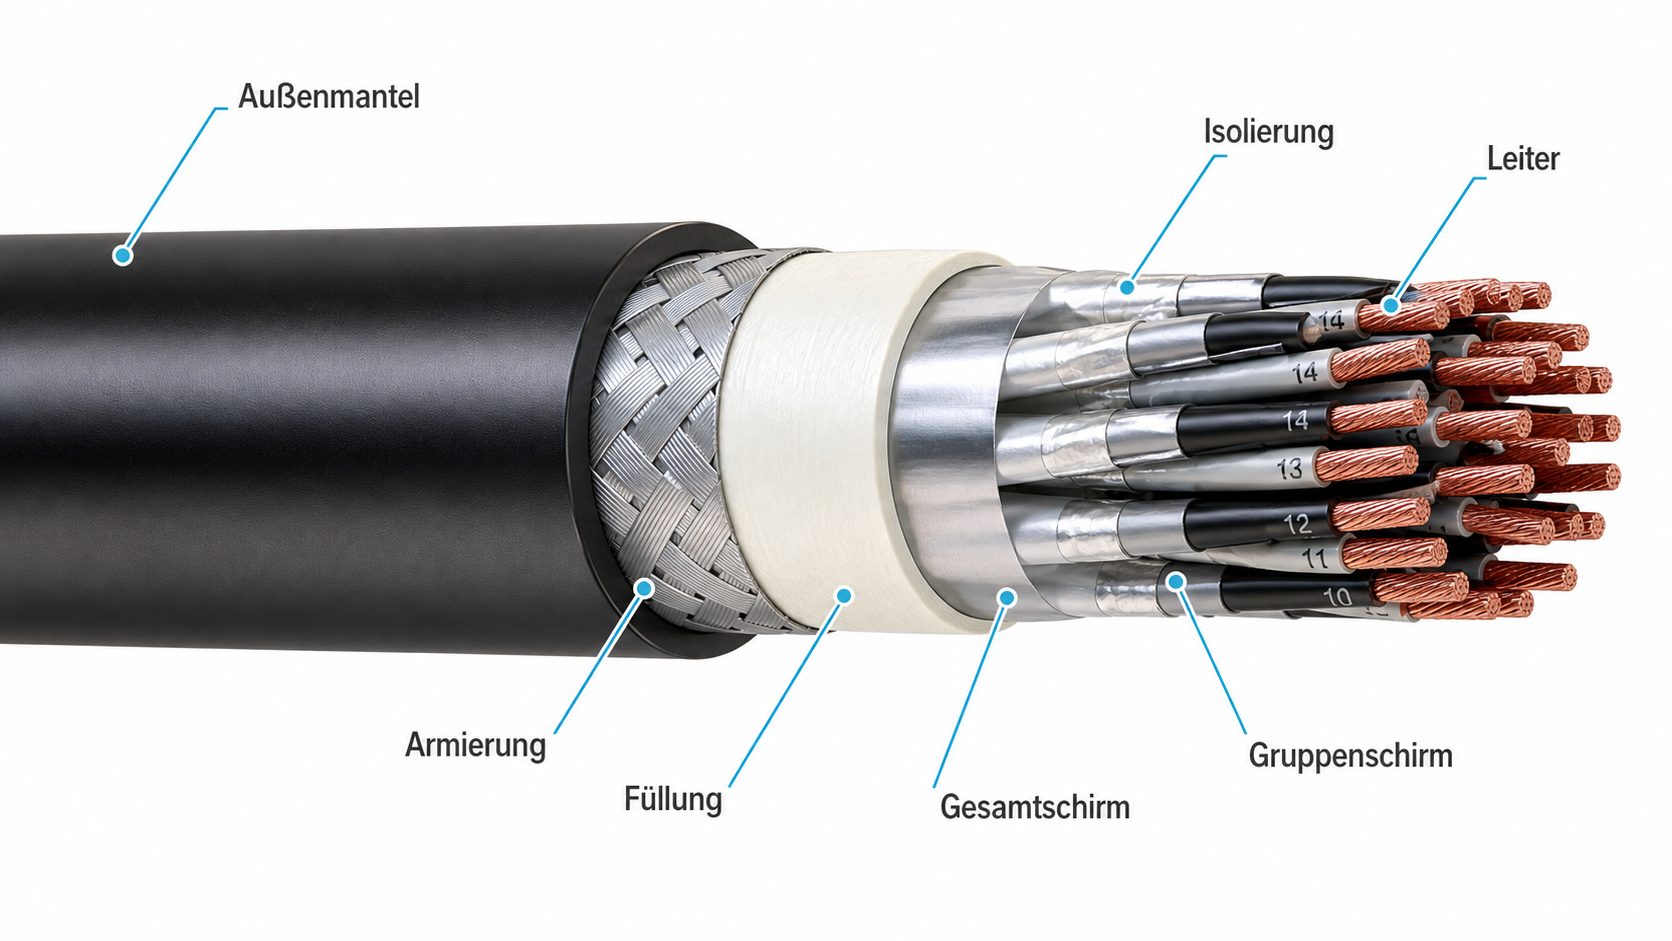 Außenmantel
Isolierung
Leiter
14
14
14
13
12
11
10
Armierung
Füllung
Gesamtschirm
Gruppenschirm